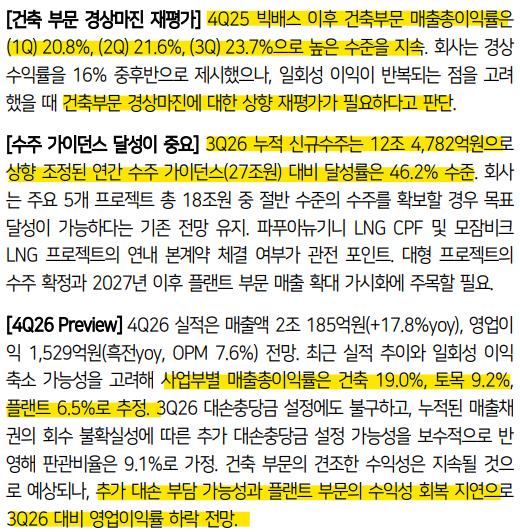 [건축 부문 경상마진 재평가] 4Q25 빅배스 이후 건축부문 매출총이익률은
(1Q) 20.8%, (2Q) 21.6%, (3Q) 23.7%으로 높은 수준을 지속. 회사는 경상
수익률을 16% 중후반으로 제시했으나, 일회성 이익이 반복되는 점을 고려
했을 때 건축부문 경상마진에 대한 상향 재평가가 필요하다고 판단.
[수주 가이던스 달성이 중요] 3Q26 누적 신규수주는 12조 4,782억원으로
상향 조정된 연간 수주 가이던스(27조원) 대비 달성률은 46.2% 수준. 회사
는 주요 5개 프로젝트 총 18조원 중 절반 수준의 수주를 확보할 경우 목표
달성이 가능하다는 기존 전망 유지. 파푸아뉴기니 LNG CPF 및 모잠비크
LNG 프로젝트의 연내 본계약 체결 여부가 관전 포인트. 대형 프로젝트의
수주 확정과 2027년 이후 플랜트 부문 매출 확대 가시화에 주목할 필요.
[4Q26 Preview] 4Q26 실적은 매출액 2조 185억원(+17.8%yoy), 영업이
익 1,529억원(흑전yoy, OPM 7.6%) 전망. 최근 실적 추이와 일회성 이익
축소 가능성을 고려해 사업부별 매출총이익률은 건축 19.0%, 토목 9.2%,
플랜트 6.5%로 추정. 3Q26 대손충당금 설정에도 불구하고, 누적된 매출채
권의 회수 불확실성에 따른 추가 대손충당금 설정 가능성을 보수적으로 반
영해 판관비율은 9.1%로 가정. 건축 부문의 견조한 수익성은 지속될 것으
로 예상되나, 추가 대손 부담 가능성과 플랜트 부문의 수익성 회복 지연으로
3Q26 대비 영업이익률 하락 전망.